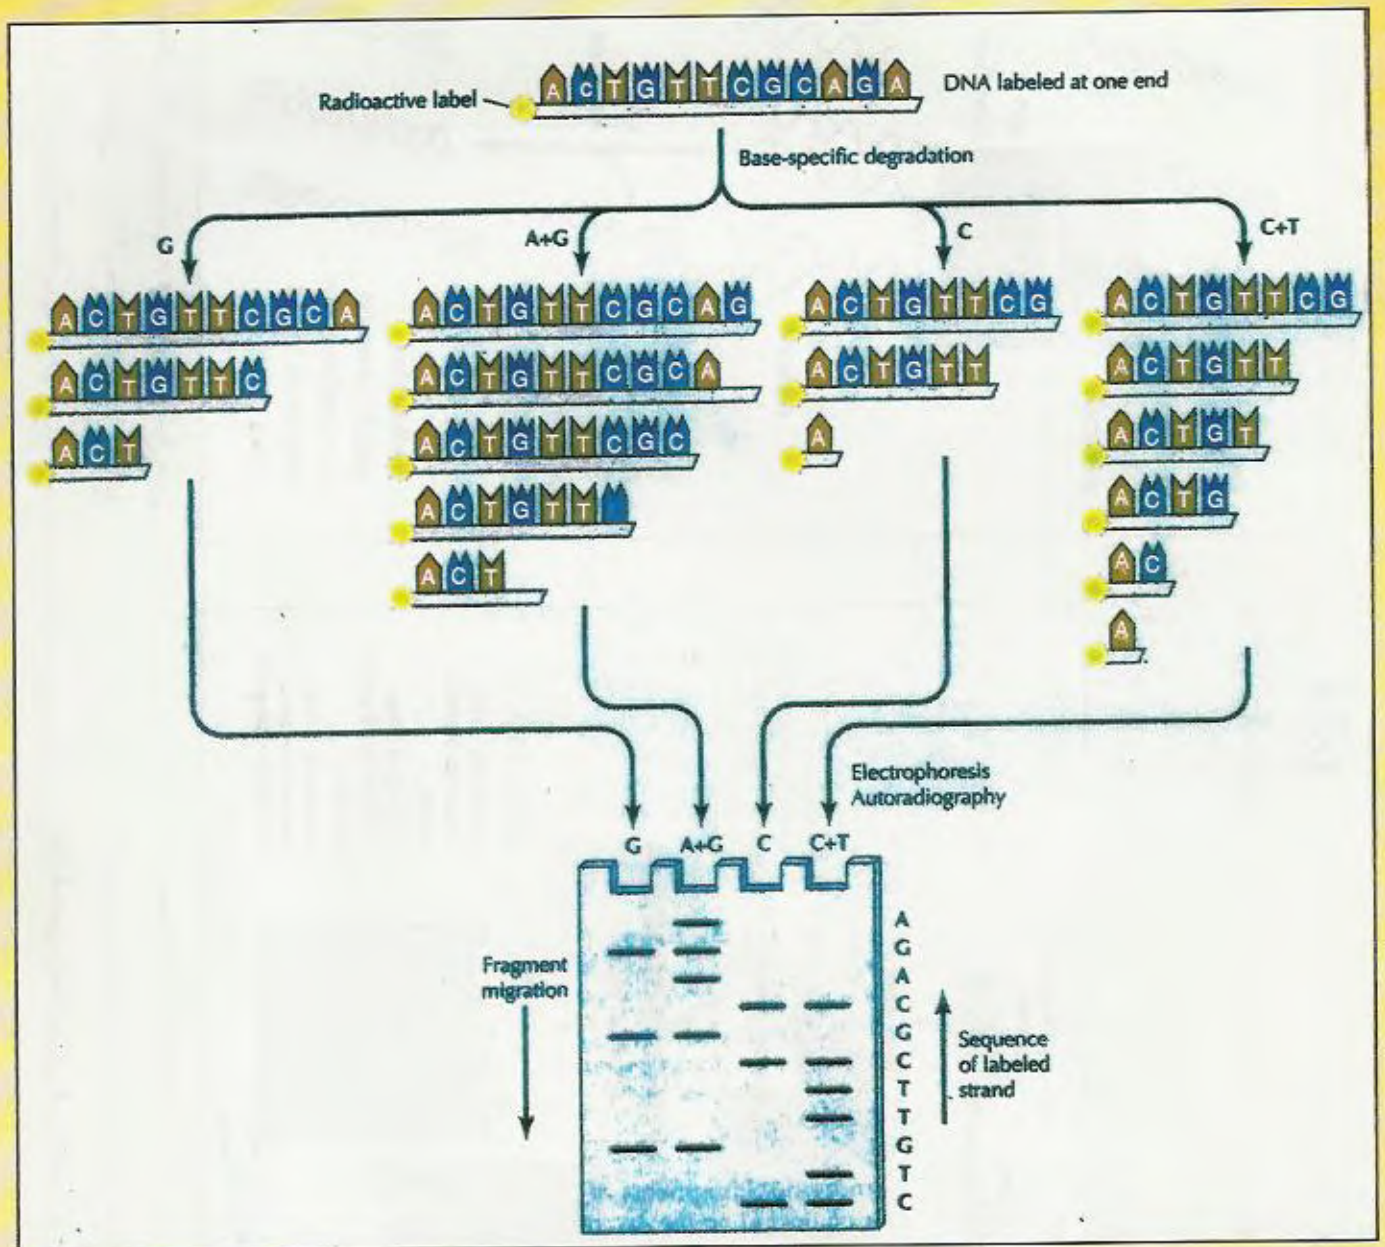 A C T G T T C G C A G A
Radioactive label
DNA labeled at one end
Base-specific degradation
G
A+G
C
C+T
A C T G T T C G C A
A C T G T T C
A C T
A C T G T T C G C A G
A C T G T T C G C A
A C T G T T C G C
A C T G T T
A C T
A C T G T T C G
A C T G T T
A
A C T G T T C G
A C T G T T
A C T G T
A C T G
A C
A
Electrophoresis
Autoradiography
G A+G C C+T
Fragment
migration
A
G
A
C
G
C
T
T
G
T
C
Sequence
of labeled
strand